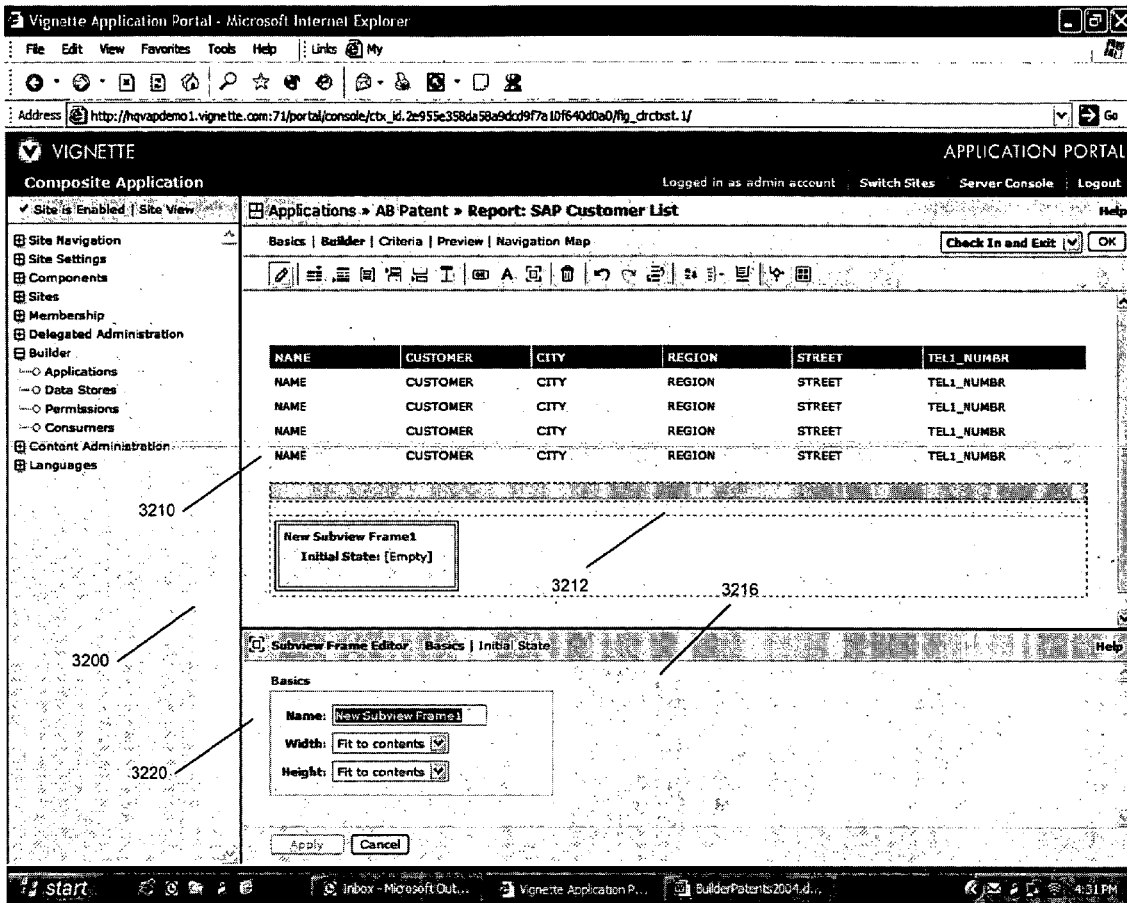 Vignette Application Portal - Microsoft Internet Explorer
File Edit View Favorites Tools Help Links My
Address http://hqvapdemo1.vignette.com:71/portal/console/ctx_id.2e955e358da58a9dcd9f7a10f640d0a0/flg_drctxst.1/ Go
VIGNETTE APPLICATION PORTAL
Composite Application Logged in as admin account Switch Sites Server Console Logout
✓ Site is Enabled | Site View
Applications » AB Patent » Report: SAP Customer List Help
Basics | Builder | Criteria | Preview | Navigation Map Check In and Exit OK
Site Navigation
Site Settings
Components
Sites
Membership
Delegated Administration
Builder
Applications
Data Stores
Permissions
Consumers
Content Administration
Languages
NAME CUSTOMER CITY REGION STREET TEL1_NUMBR
NAME CUSTOMER CITY REGION STREET TEL1_NUMBR
NAME CUSTOMER CITY REGION STREET TEL1_NUMBR
NAME CUSTOMER CITY REGION STREET TEL1_NUMBR
NAME CUSTOMER CITY REGION STREET TEL1_NUMBR
3210
New Subview Frame1
Initial State: [Empty]
3212
3216
3200
Subview Frame Editor Basics | Initial State Help
Basics
Name: New Subview Frame1
Width: Fit to contents
Height: Fit to contents
3220
Apply Cancel
start Inbox - Microsoft Out... Vignette Application P... BuilderPatents2004.d... 4:31 PM